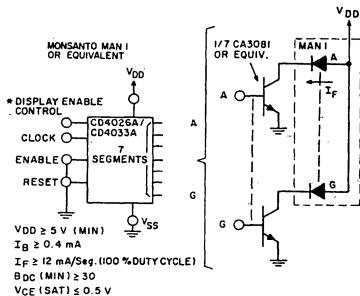 MONSANTO MAN I
OR EQUIVALENT
VDD
* DISPLAY ENABLE
CONTROL
CLOCK
ENABLE
RESET
CD4026A/
CD4033A
7
SEGMENTS
VSS
A
G
1/7 CA3081
OR EQUIV.
VDD
MAN I
A
A
IF
G
G
VDD ≥ 5 V (MIN)
IB ≥ 0.4 mA
IF ≥ 12 mA/Seg. (100 % DUTY CYCLE)
BDC (MIN) ≥ 30
VCE (SAT) ≤ 0.5 V